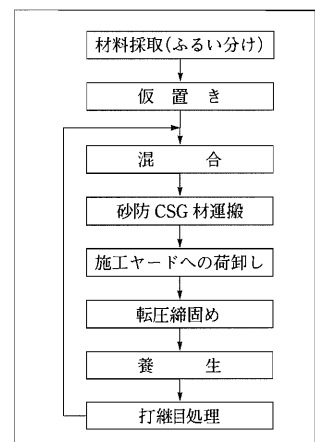 材料採取(ふるい分け)
仮置き
混合
砂防CSG材運搬
施工ヤードへの荷卸し
転圧締固め
養生
打継目処理